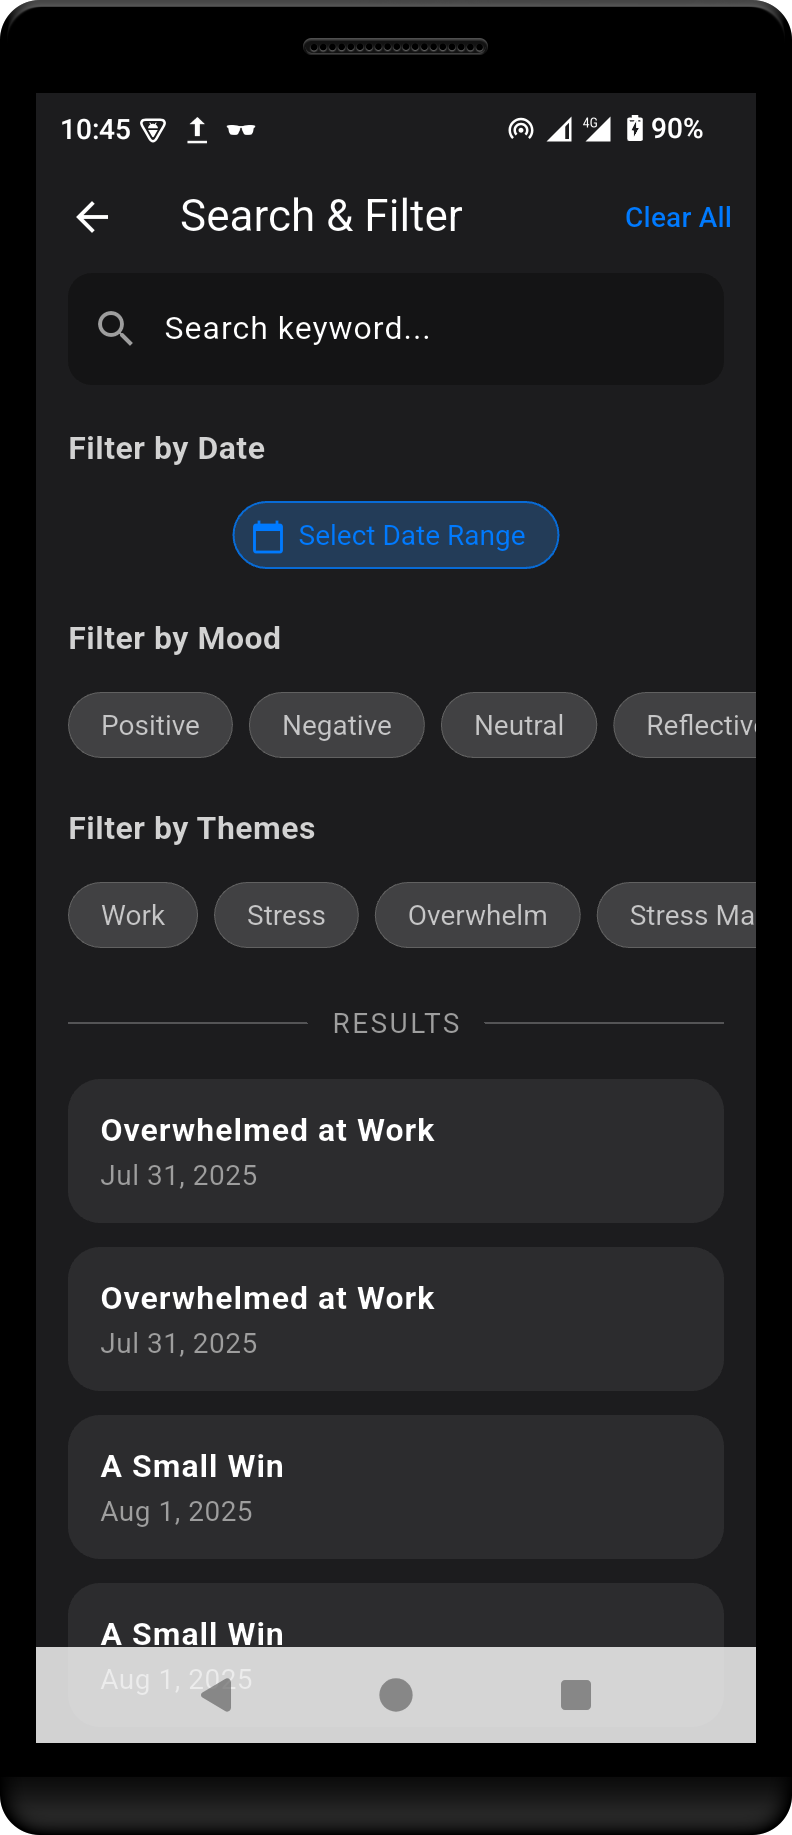 10:45 4G 90%
Search & Filter Clear All
Search keyword...
Filter by Date
Select Date Range
Filter by Mood
Positive Negative Neutral Reflectiv
Filter by Themes
Work Stress Overwhelm Stress Ma
RESULTS
Overwhelmed at Work
Jul 31, 2025
Overwhelmed at Work
Jul 31, 2025
A Small Win
Aug 1, 2025
A Small Win
Aug 1, 2025